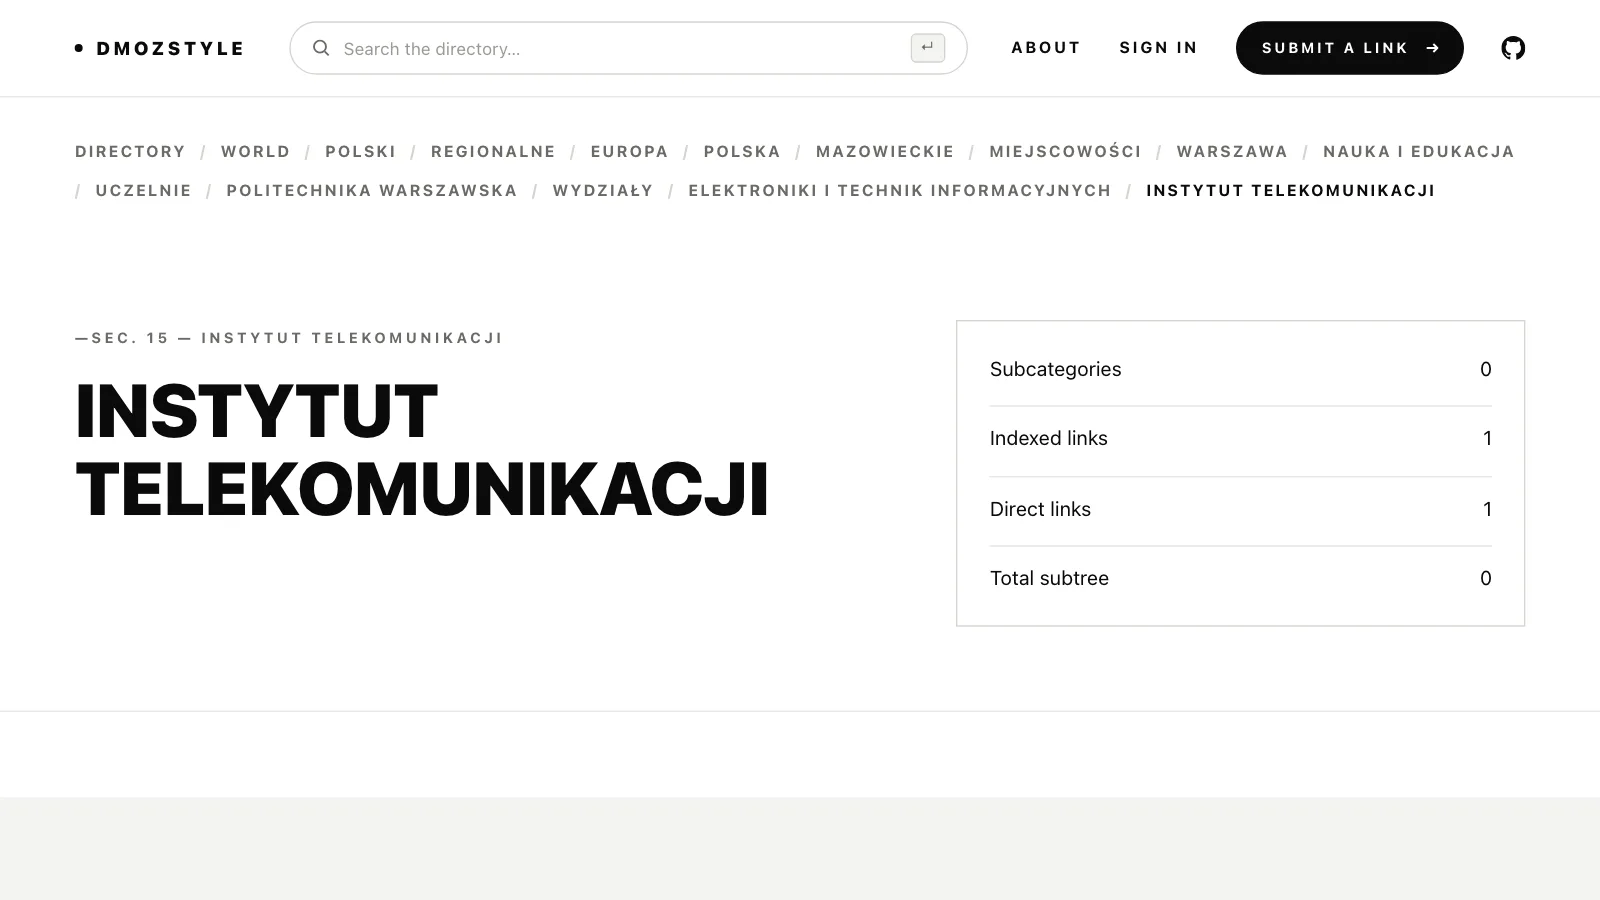 DMOZSTYLE
Search the directory...
ABOUT
SIGN IN
SUBMIT A LINK →
DIRECTORY / WORLD / POLSKI / REGIONALNE / EUROPA / POLSKA / MAZOWIECKIE / MIEJSCOWOŚCI / WARSZAWA / NAUKA I EDUKACJA
/ UCZELNIE / POLITECHNIKA WARSZAWSKA / WYDZIAŁY / ELEKTRONIKI I TECHNIK INFORMACYJNYCH / INSTYTUT TELEKOMUNIKACJI
—SEC. 15 — INSTYTUT TELEKOMUNIKACJI
INSTYTUT
TELEKOMUNIKACJI
Subcategories 0
Indexed links 1
Direct links 1
Total subtree 0